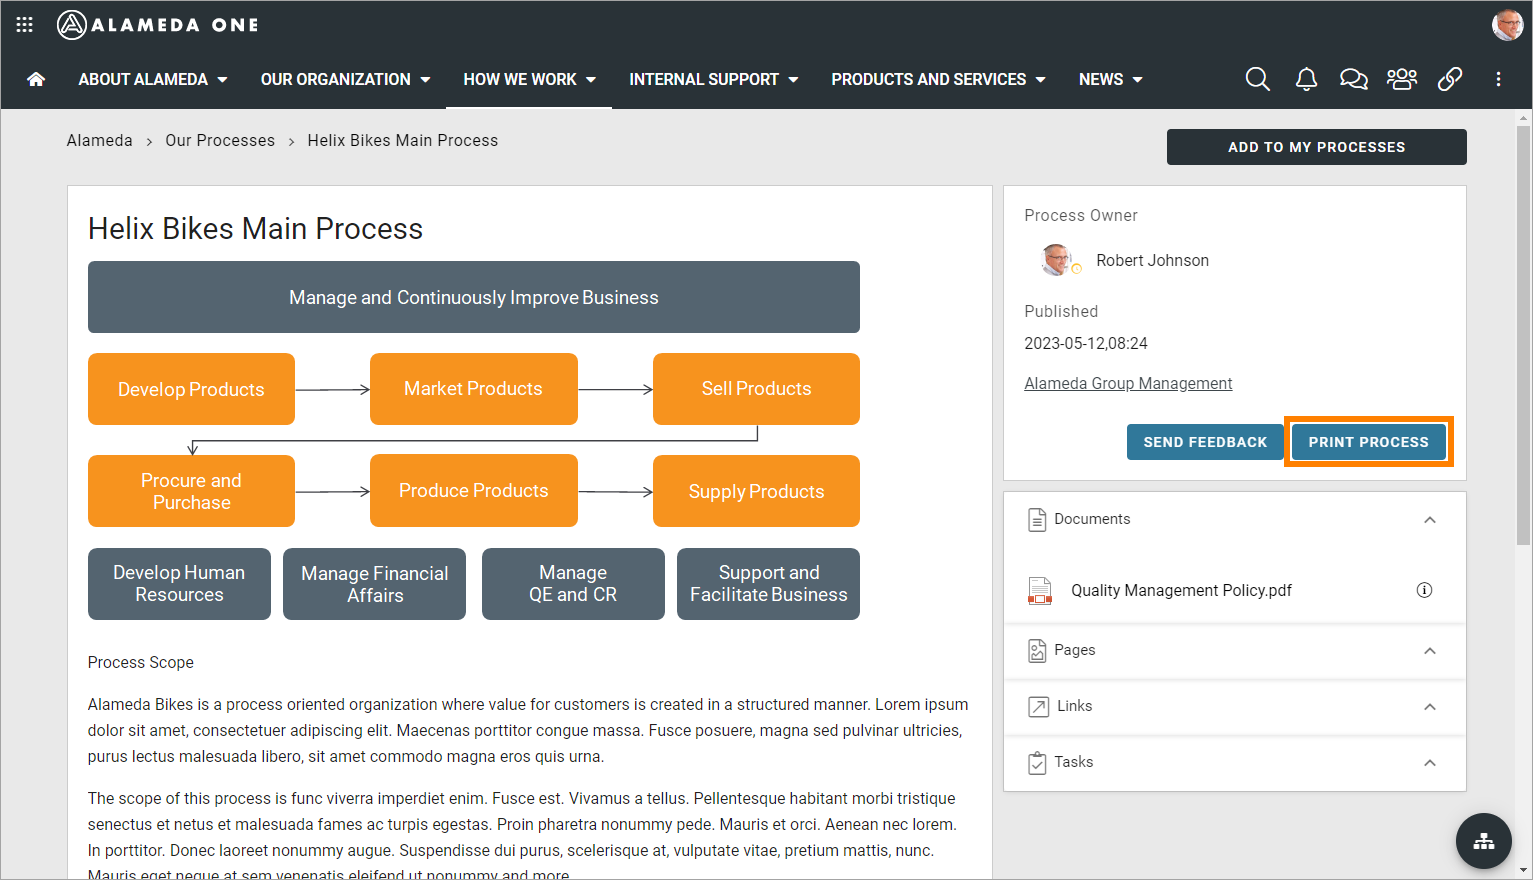 ALAMEDA ONE
ABOUT ALAMEDA
OUR ORGANIZATION
HOW WE WORK
INTERNAL SUPPORT
PRODUCTS AND SERVICES
NEWS
Alameda > Our Processes > Helix Bikes Main Process
ADD TO MY PROCESSES
Helix Bikes Main Process
Manage and Continuously Improve Business
Develop Products
Market Products
Sell Products
Procure and
Purchase
Produce Products
Supply Products
Develop Human
Resources
Manage Financial
Affairs
Manage
QE and CR
Support and
Facilitate Business
Process Scope
Alameda Bikes is a process oriented organization where value for customers is created in a structured manner. Lorem ipsum
dolor sit amet, consectetuer adipiscing elit. Maecenas porttitor congue massa. Fusce posuere, magna sed pulvinar ultricies,
purus lectus malesuada libero, sit amet commodo magna eros quis urna.
The scope of this process is func viverra imperdiet enim. Fusce est. Vivamus a tellus. Pellentesque habitant morbi tristique
senectus et netus et malesuada fames ac turpis egestas. Proin pharetra nonummy pede. Mauris et orci. Aenean nec lorem.
In porttitor. Donec laoreet nonummy augue. Suspendisse dui purus, scelerisque at, vulputate vitae, pretium mattis, nunc.
Mauris eget neque at sem venenatis eleifend ut nonummy and more
Process Owner
Robert Johnson
Published
2023-05-12,08:24
Alameda Group Management
SEND FEEDBACK
PRINT PROCESS
Documents
Quality Management Policy.pdf
Pages
Links
Tasks